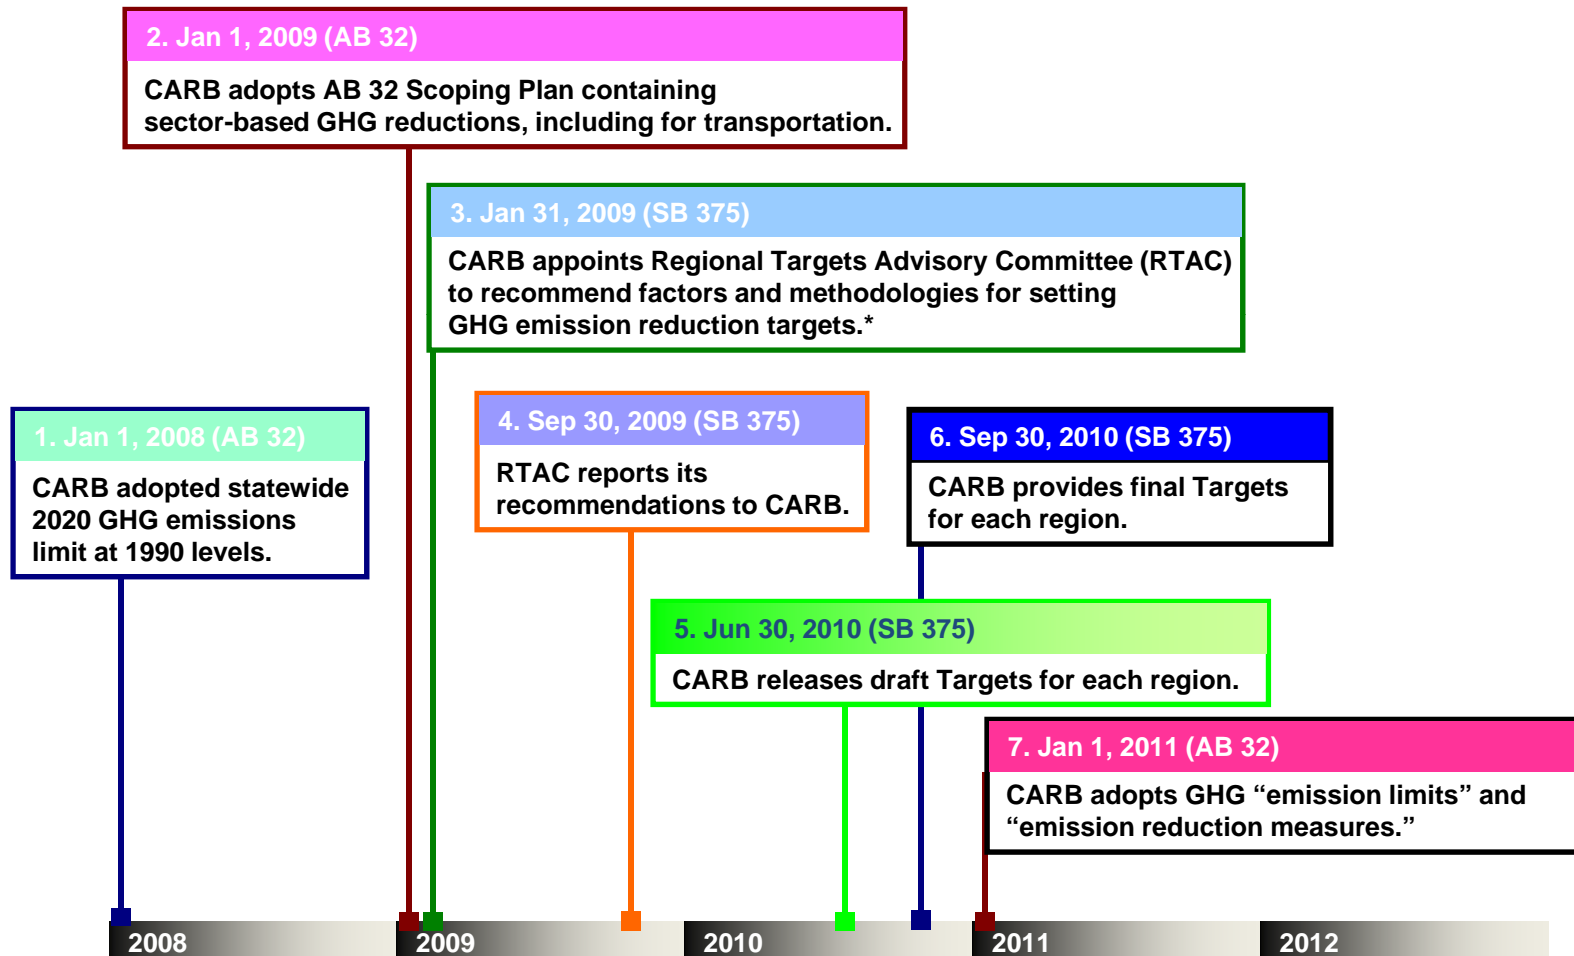 2. Jan 1, 2009 (AB 32)
CARB adopts AB 32 Scoping Plan containing
sector-based GHG reductions, including for transportation.
3. Jan 31, 2009 (SB 375)
CARB appoints Regional Targets Advisory Committee (RTAC)
to recommend factors and methodologies for setting
GHG emission reduction targets.*
1. Jan 1, 2008 (AB 32)
CARB adopted statewide
2020 GHG emissions
limit at 1990 levels.
4. Sep 30, 2009 (SB 375)
RTAC reports its
recommendations to CARB.
6. Sep 30, 2010 (SB 375)
CARB provides final Targets
for each region.
5. Jun 30, 2010 (SB 375)
CARB releases draft Targets for each region.
7. Jan 1, 2011 (AB 32)
CARB adopts GHG “emission limits” and
“emission reduction measures.”
2008
2009
2010
2011
2012